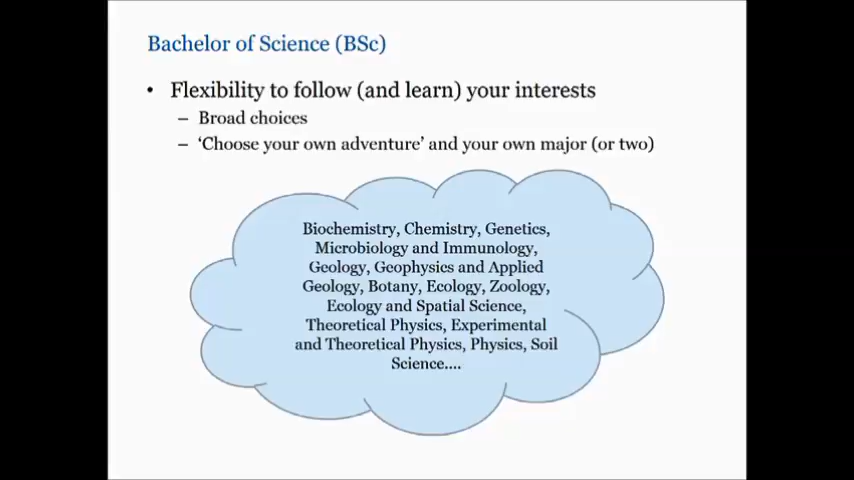 Bachelor of Science (BSc)
• Flexibility to follow (and learn) your interests
– Broad choices
– ‘Choose your own adventure’ and your own major (or two)
Biochemistry, Chemistry, Genetics,
Microbiology and Immunology,
Geology, Geophysics and Applied
Geology, Botany, Ecology, Zoology,
Ecology and Spatial Science,
Theoretical Physics, Experimental
and Theoretical Physics, Physics, Soil
Science....